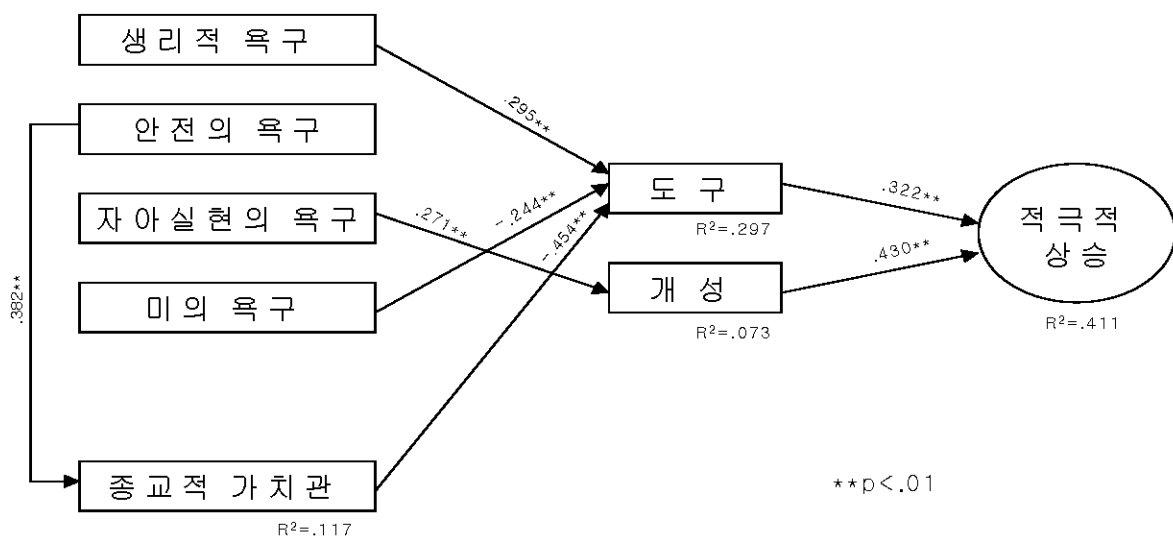 생리적 욕구
.295**
안전의 욕구
자아실현의 욕구
.271**
-.244**
-.454**
도구
R²=.297
.322**
적극적
상승
R²=.411
.430**
개성
R²=.073
미의 욕구
.382**
종교적 가치관
R²=.117
**p<.01